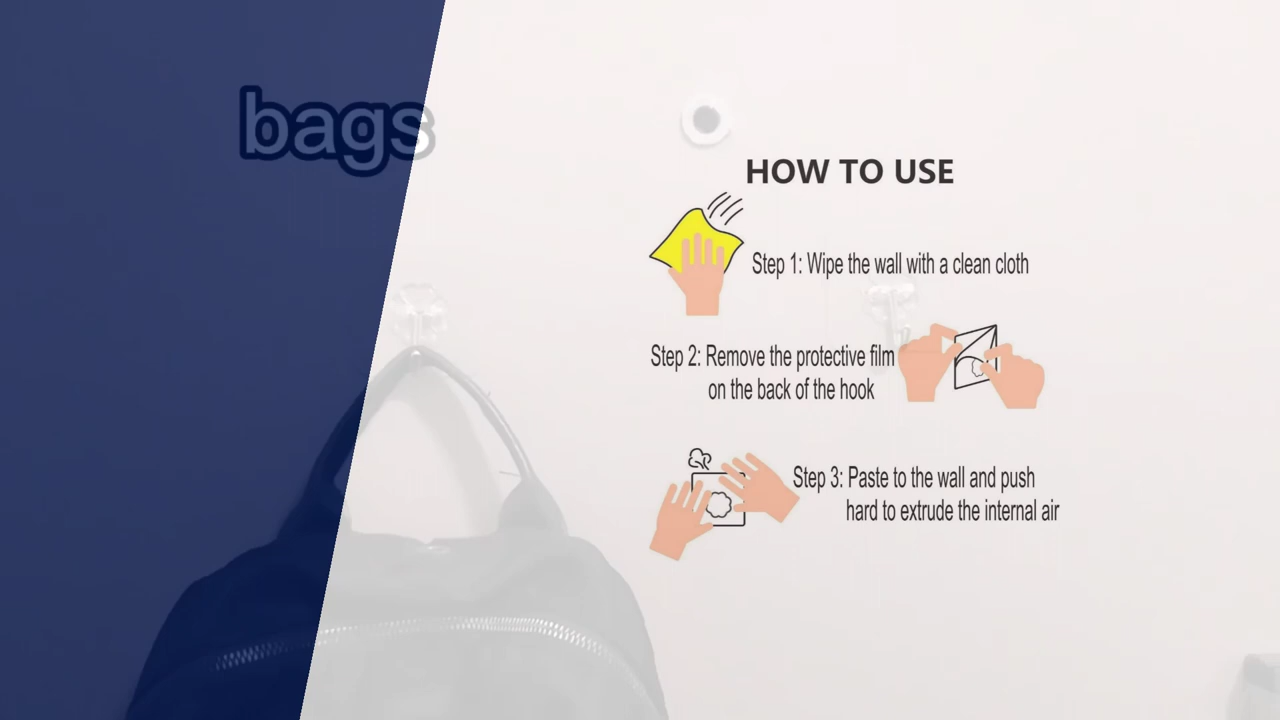 bags
HOW TO USE
Step 1: Wipe the wall with a clean cloth
Step 2: Remove the protective film
on the back of the hook
Step 3: Paste to the wall and push
hard to extrude the internal air